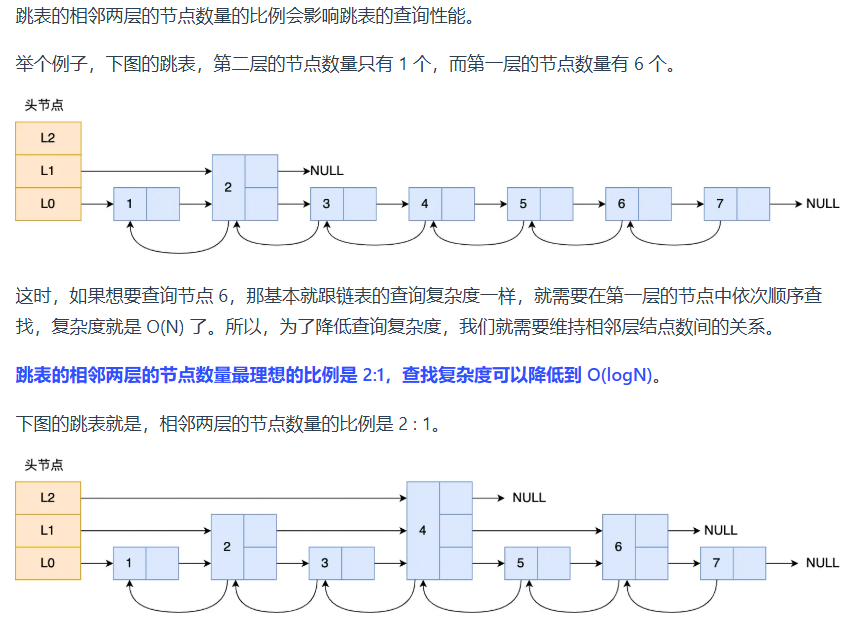 跳表的相邻两层的节点数量的比例会影响跳表的查询性能。
举个例子，下图的跳表，第二层的节点数量只有 1 个，而第一层的节点数量有 6 个。
头节点
L2
L1
NULL
2
L0
1
3
4
5
6
7
NULL
这时，如果想要查询节点 6，那基本就跟链表的查询复杂度一样，就需要在第一层的节点中依次顺序查
找，复杂度就是 O(N) 了。所以，为了降低查询复杂度，我们就需要维持相邻层结点数间的关系。
跳表的相邻两层的节点数量最理想的比例是 2:1，查找复杂度可以降低到 O(logN)。
下图的跳表就是，相邻两层的节点数量的比例是 2 : 1。
头节点
L2
NULL
L1
4
NULL
2
6
L0
1
3
5
7
NULL